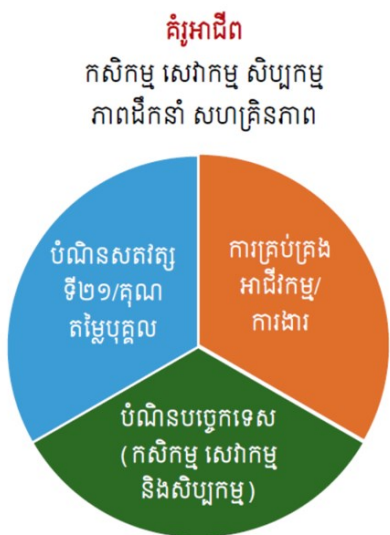 គំរូអាជីព
កសិកម្ម សេវាកម្ម សិប្បកម្ម
ភាពដឹកនាំ សហគ្រិនភាព
បំណិនសតវត្ស
ទី២១/គុណ
តម្លៃបុគ្គល
ការគ្រប់គ្រង
អាជីវកម្ម/
ការងារ
បំណិនបច្ចេកទេស
(កសិកម្ម សេវាកម្ម
និងសិប្បកម្ម)